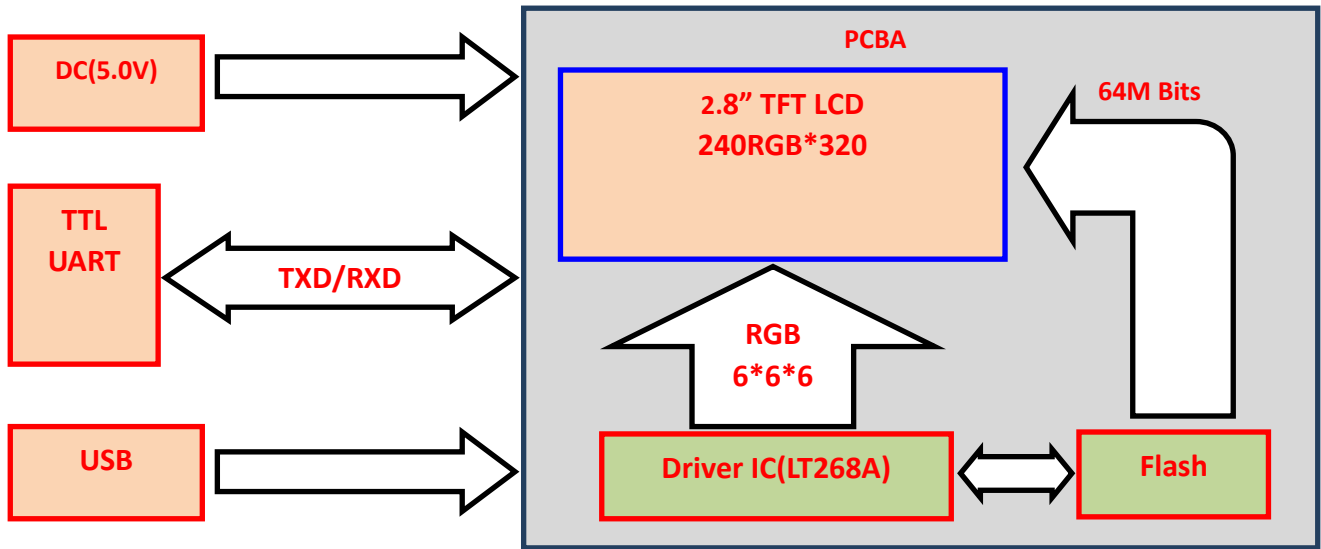 PCBA
DC(5.0V)
2.8” TFT LCD
240RGB*320
64M Bits
TTL
UART
TXD/RXD
RGB
6*6*6
USB
Driver IC(LT268A)
Flash